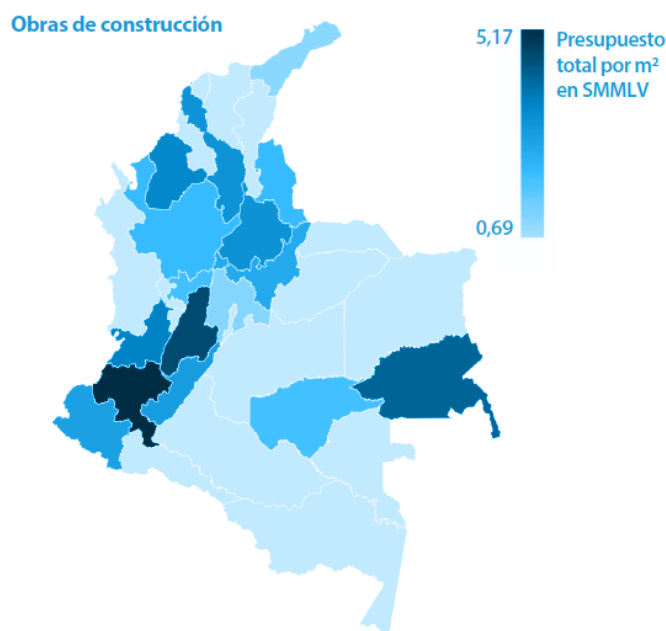 Obras de construcción
5,17
Presupuesto
total por m²
en SMMLV
0,69